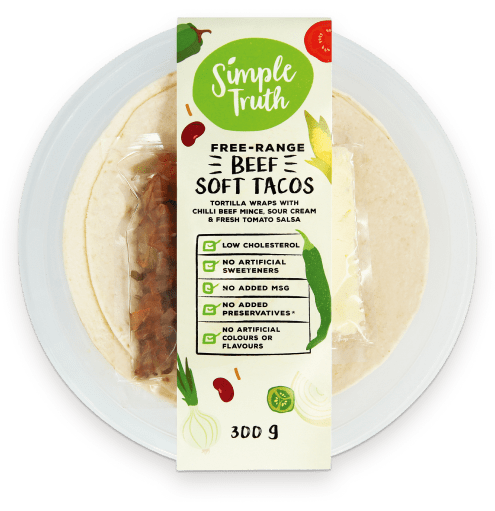 Simple
Truth
FREE-RANGE
BEEF
SOFT TACOS
TORTILLA WRAPS WITH
CHILLI BEEF MINCE, SOUR CREAM
& FRESH TOMATO SALSA
LOW CHOLESTEROL
NO ARTIFICIAL
SWEETENERS
NO ADDED MSG
NO ADDED
PRESERVATIVES*
NO ARTIFICIAL
COLOURS OR
FLAVOURS
300 g